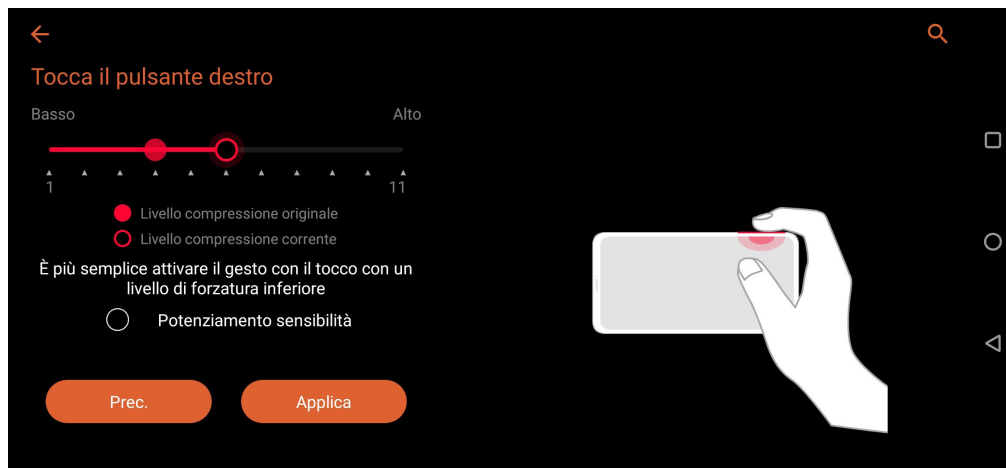 Tocca il pulsante destro
Basso Alto
1 11
Livello compressione originale
Livello compressione corrente
È più semplice attivare il gesto con il tocco con un
livello di forzatura inferiore
Potenziamento sensibilità
Prec. Applica